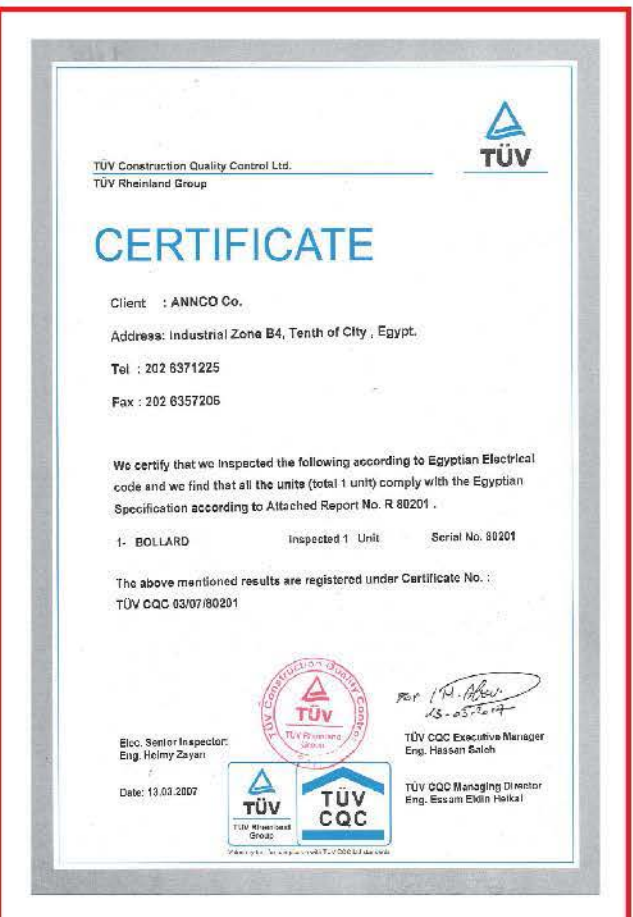 TÜV
TÜV Construction Quality Control Ltd.
TÜV Rheinland Group
CERTIFICATE
Client : ANNCO Co.
Address: Industrial Zone B4, Tenth of City , Egypt.
Tel : 202 6371225
Fax : 202 6357206
We certify that we inspected the following according to Egyptian Electrical
code and we find that all the units (total 1 unit) comply with the Egyptian
Specification according to Attached Report No. R 80201 .
1- BOLLARD Inspected 1 Unit Serial No. 80201
The above mentioned results are registered under Certificate No. :
TÜV CQC 03/07/80201
TÜV Construction Quality Control
TÜV
TÜV Rheinland
Group
For
Elec. Senior Inspector:
Eng. Helmy Zayan
TÜV CQC Executive Manager
Eng. Hassan Saleh
Date: 13.03.2007
TÜV CQC Managing Director
Eng. Essam Eldin Heikal
TÜV
TÜV Rheinland
Group
TÜV
CQC